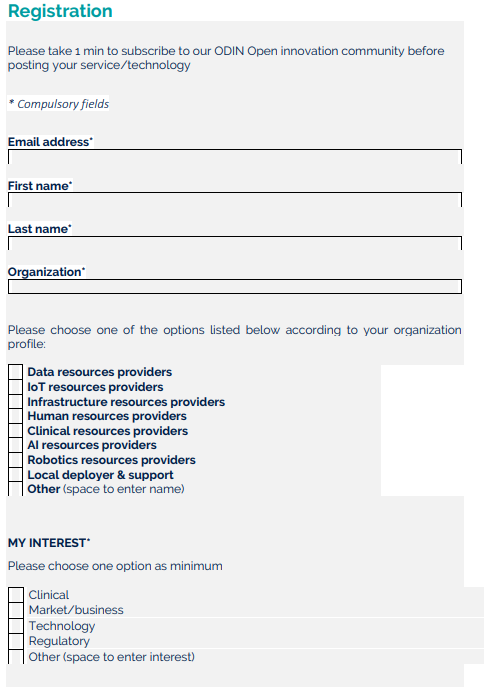 Registration
Please take 1 min to subscribe to our ODIN Open innovation community before
posting your service/technology
* Compulsory fields
Email address*
First name*
Last name*
Organization*
Please choose one of the options listed below according to your organization
profile:
Data resources providers
IoT resources providers
Infrastructure resources providers
Human resources providers
Clinical resources providers
AI resources providers
Robotics resources providers
Local deployer & support
Other (space to enter name)
MY INTEREST*
Please choose one option as minimum
Clinical
Market/business
Technology
Regulatory
Other (space to enter interest)